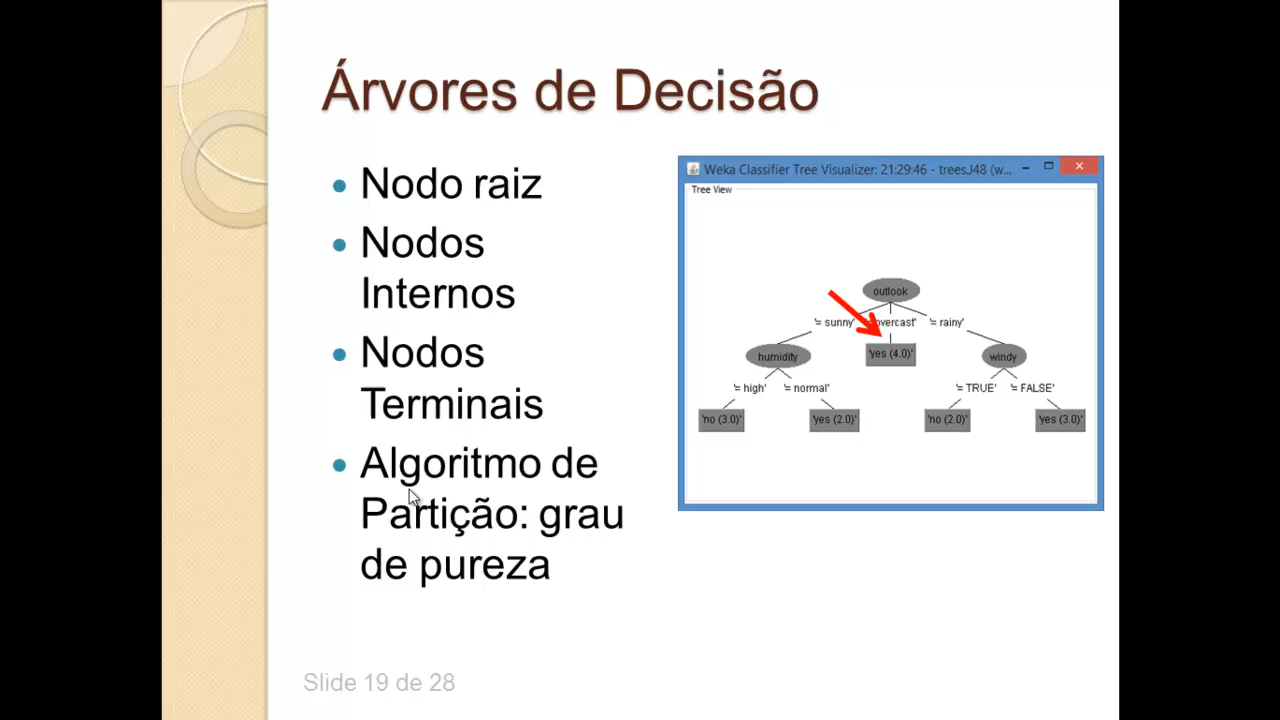 Árvores de Decisão
Nodo raiz
Nodos
Internos
Nodos
Terminais
Algoritmo de
Partição: grau
de pureza
Weka Classifier Tree Visualizer: 21:29:46 - trees.J48 (w...
Tree View
outlook
'= sunny' overcast' '= rainy'
humidity 'yes (4.0)' windy
'= high' '= normal' '= TRUE' '= FALSE'
'no (3.0)' 'yes (2.0)' 'no (2.0)' 'yes (3.0)'
Slide 19 de 28